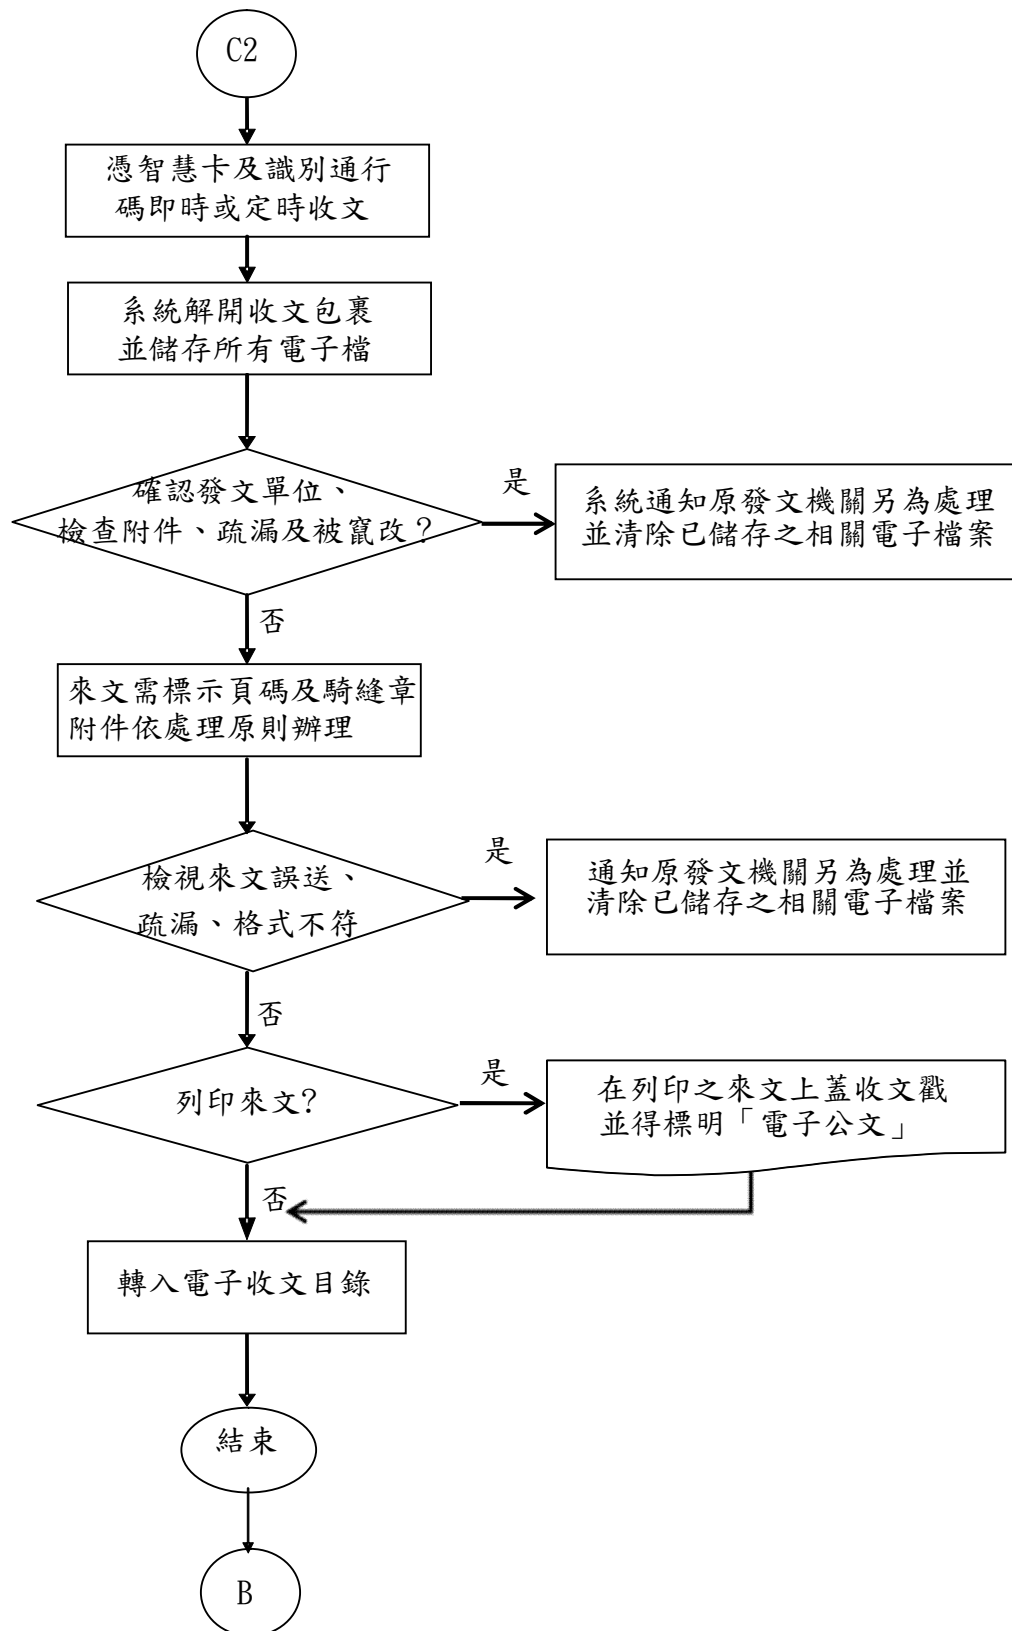 C2
憑智慧卡及識別通行
碼即時或定時收文
系統解開收文包裹
並儲存所有電子檔
確認發文單位、
檢查附件、疏漏及被竄改？
是
系統通知原發文機關另為處理
並清除已儲存之相關電子檔案
否
來文需標示頁碼及騎縫章
附件依處理原則辦理
檢視來文誤送、
疏漏、格式不符
是
通知原發文機關另為處理並
清除已儲存之相關電子檔案
否
列印來文?
是
在列印之來文上蓋收文戳
並得標明「電子公文」
否
轉入電子收文目錄
結束
B